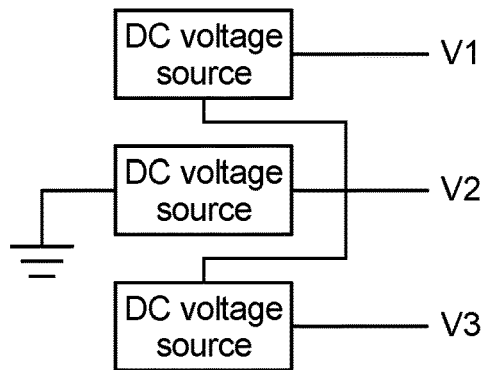 DC voltage
source
V1
DC voltage
source
V2
DC voltage
source
V3